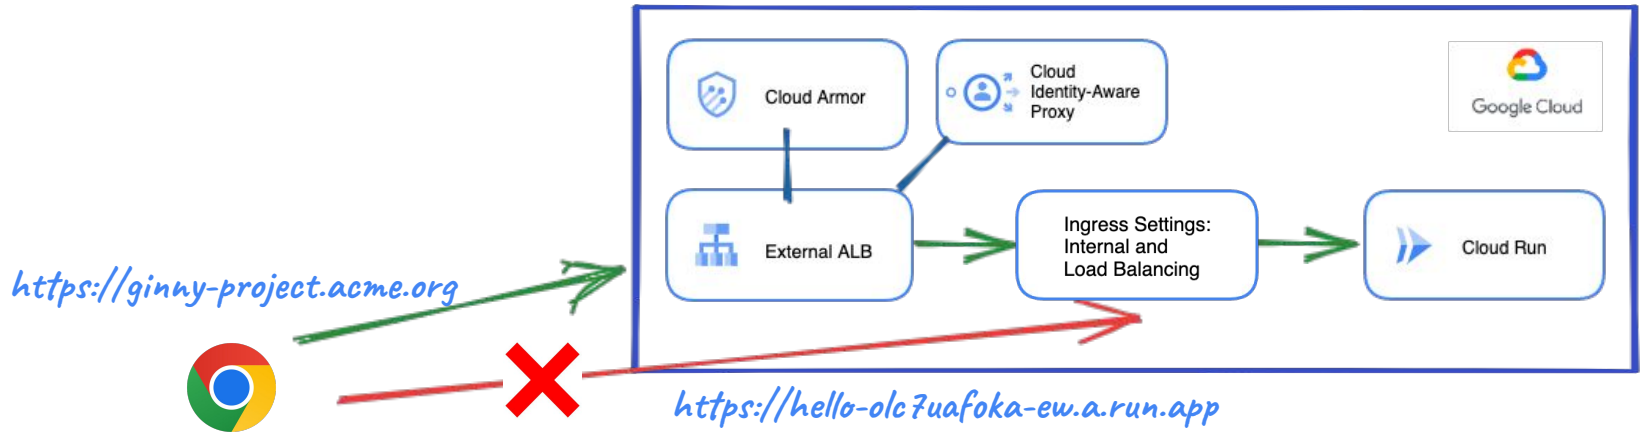 Cloud Armor
Cloud
Identity-Aware
Proxy
Google Cloud
External ALB
Ingress Settings:
Internal and
Load Balancing
Cloud Run
https://ginny-project.acme.org
https://hello-olc7uafoka-ew.a.run.app